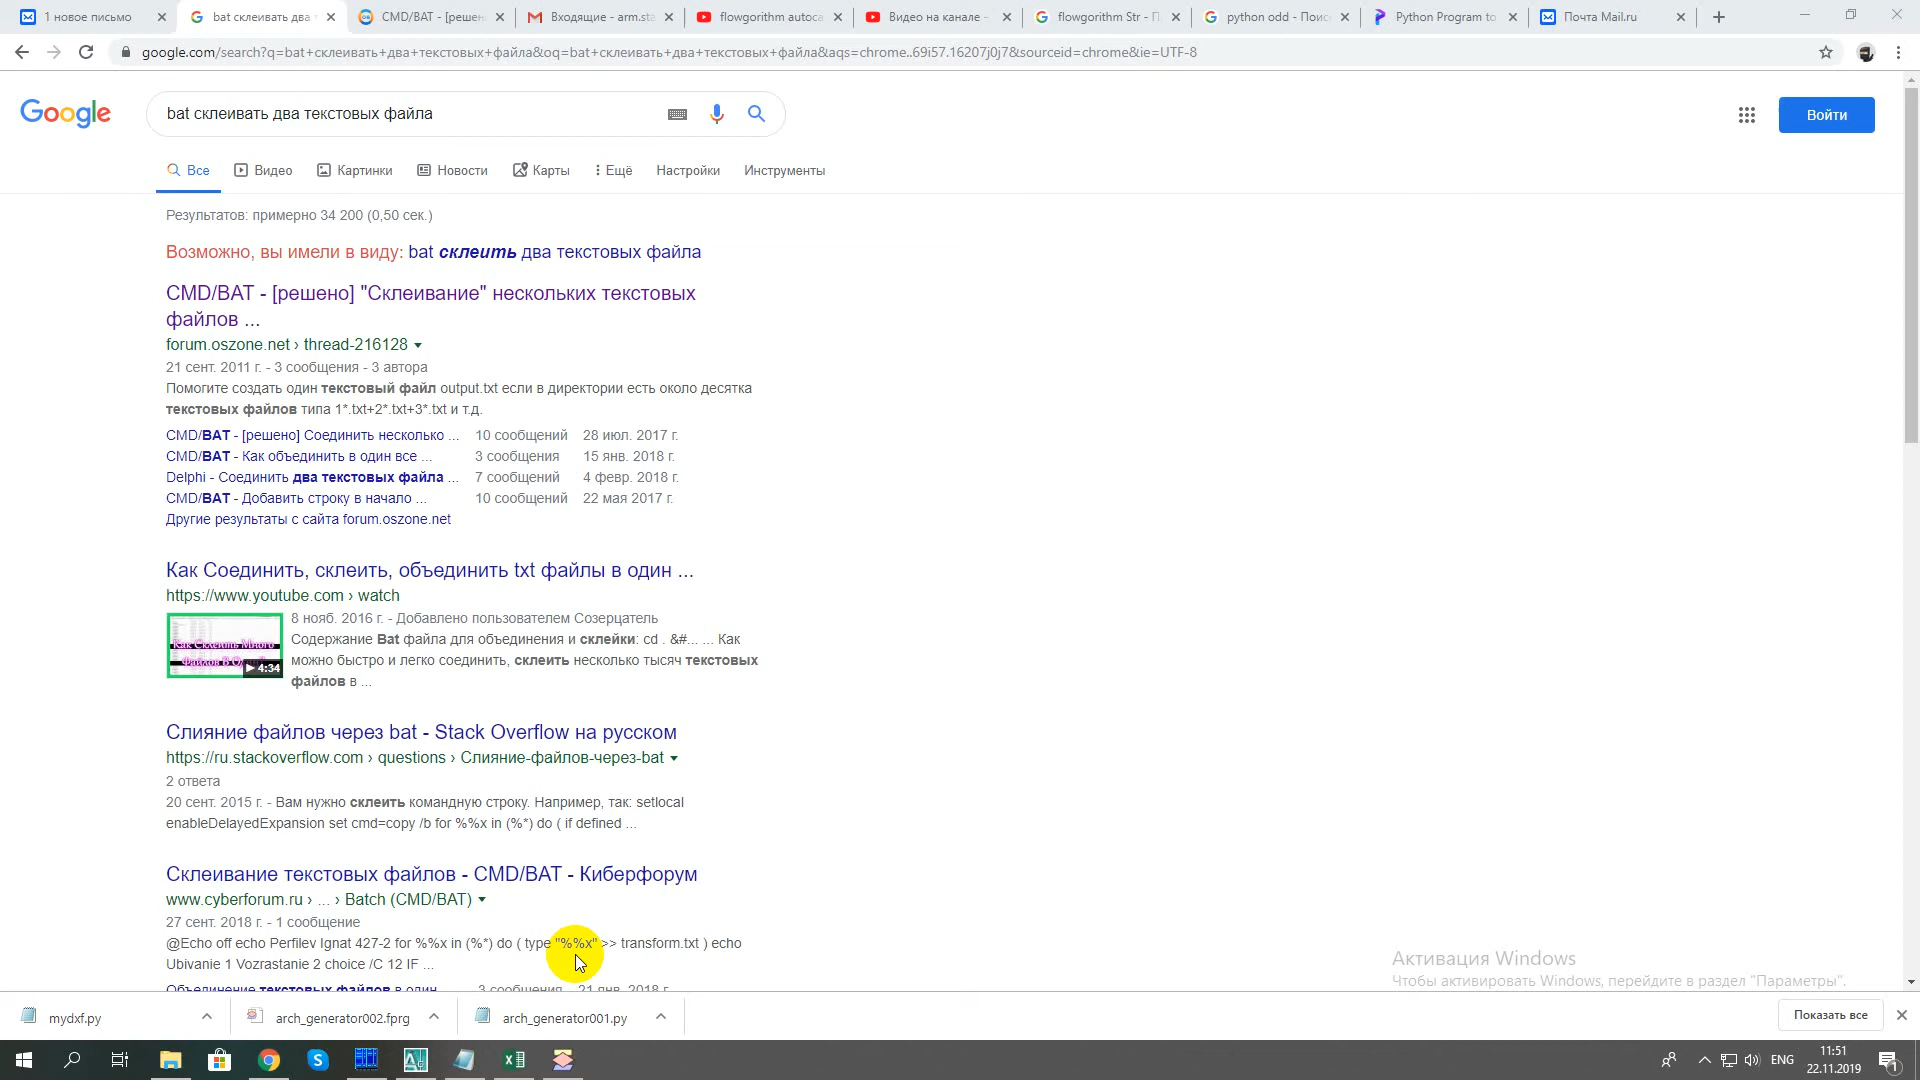 1 новое письмо
bat склеивать два т
CMD/BAT - [решен
Входящие - arm.sta
flowgorithm autoca
Видео на канале -
flowgorithm Str - П
python odd - Поис
Python Program to
Почта Mail.ru
google.com/search?q=bat+склеивать+два+текстовых+файла&oq=bat+склеивать+два+текстовых+файла&aqs=chrome..69i57.16207j0j7&sourceid=chrome&ie=UTF-8
Google
bat склеивать два текстовых файла
Войти
Все
Видео
Картинки
Новости
Карты
Ещё
Настройки
Инструменты
Результатов: примерно 34 200 (0,50 сек.)
Возможно, вы имели в виду: bat склеить два текстовых файла
CMD/BAT - [решено] "Склеивание" нескольких текстовых
файлов ...
forum.oszone.net › thread-216128
21 сент. 2011 г. - 3 сообщения - 3 автора
Помогите создать один текстовый файл output.txt если в директории есть около десятка
текстовых файлов типа 1*.txt+2*.txt+3*.txt и т.д.
CMD/BAT - [решено] Соединить несколько ... 10 сообщений 28 июл. 2017 г.
CMD/BAT - Как объединить в один все ... 3 сообщения 15 янв. 2018 г.
Delphi - Соединить два текстовых файла ... 7 сообщений 4 февр. 2018 г.
CMD/BAT - Добавить строку в начало ... 10 сообщений 22 мая 2017 г.
Другие результаты с сайта forum.oszone.net
Как Соединить, склеить, объединить txt файлы в один ...
https://www.youtube.com › watch
8 нояб. 2016 г. - Добавлено пользователем Созерцатель
Содержание Bat файла для объединения и склейки: cd . &#... ... Как
можно быстро и легко соединить, склеить несколько тысяч текстовых
файлов в ...
Как Склеить Много
Файлов В Один
4:34
Слияние файлов через bat - Stack Overflow на русском
https://ru.stackoverflow.com › questions › Слияние-файлов-через-bat
2 ответа
20 сент. 2015 г. - Вам нужно склеить командную строку. Например, так: setlocal
enableDelayedExpansion set cmd=copy /b for %%x in (%*) do ( if defined ...
Склеивание текстовых файлов - CMD/BAT - Киберфорум
www.cyberforum.ru › ... › Batch (CMD/BAT)
27 сент. 2018 г. - 1 сообщение
@Echo off echo Perfilev Ignat 427-2 for %%x in (%*) do ( type "%%x" >> transform.txt ) echo
Ubivanie 1 Vozrastanie 2 choice /C 12 IF ...
Объединение текстовых файлов в один 3 сообщения 21 янв. 2018 г.
Активация Windows
Чтобы активировать Windows, перейдите в раздел "Параметры".
mydxf.py
arch_generator002.fprg
arch_generator001.py
Показать все
ENG
11:51
22.11.2019
1